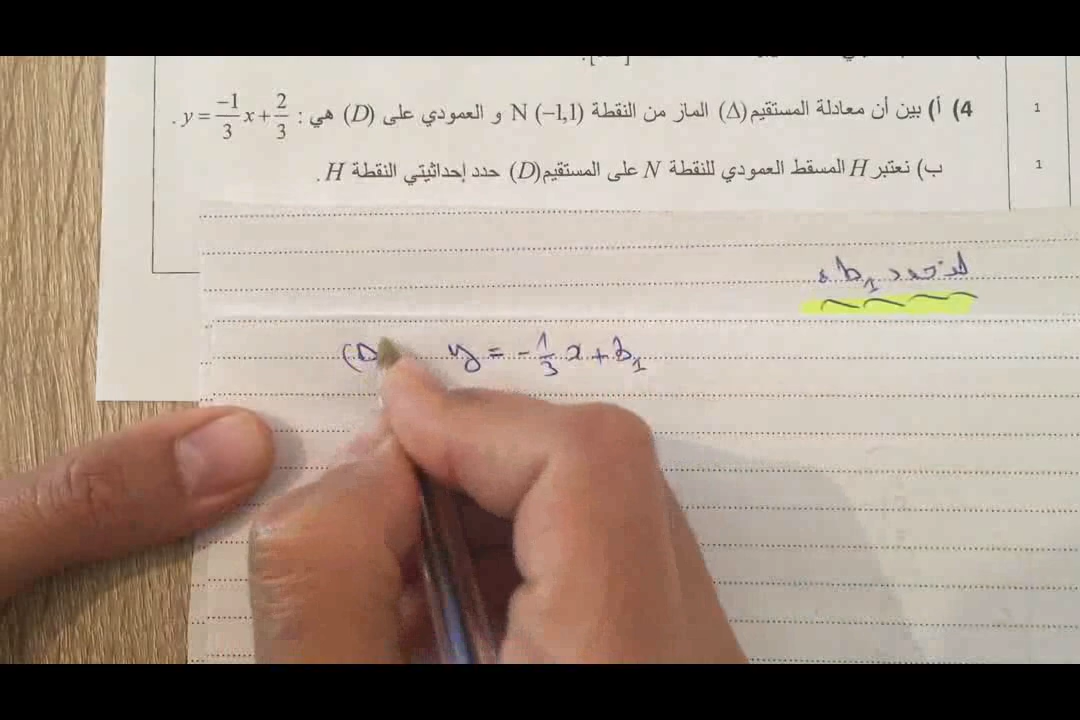 1
4) أ) بين أن معادلة المستقيم (Δ) المار من النقطة N (−1,1) و العمودي على (D) هي : y = -1/3 x + 2/3 .
1
ب) نعتبر H المسقط العمودي للنقطة N على المستقيم (D) حدد إحداثيتي النقطة H .
لنحدد b₁
(D y = - 1/3 x + b₁